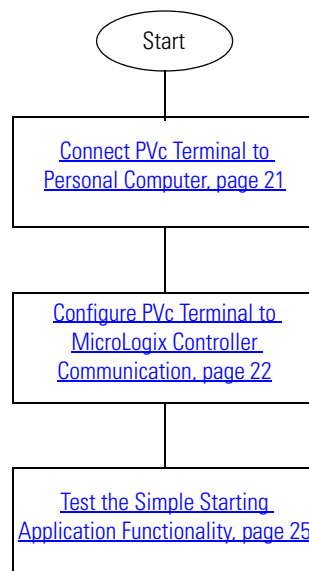 Start
Connect PVc Terminal to
Personal Computer, page 21
Configure PVc Terminal to
MicroLogix Controller
Communication, page 22
Test the Simple Starting
Application Functionality, page 25